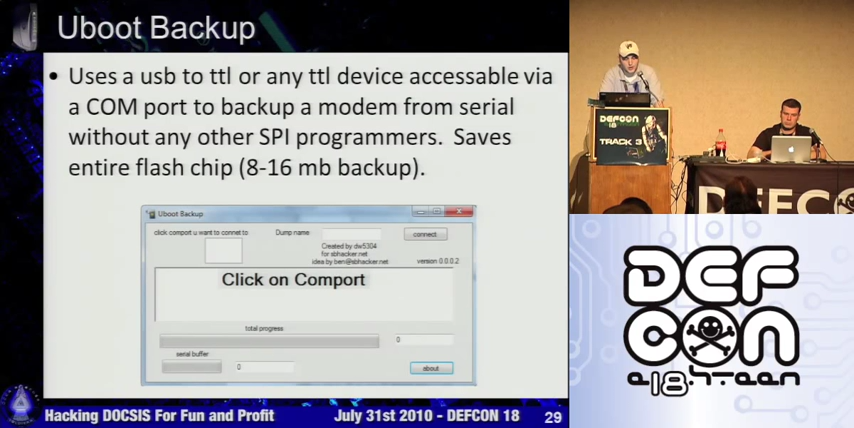 Uboot Backup
• Uses a usb to ttl or any ttl device accessable via
a COM port to backup a modem from serial
without any other SPI programmers. Saves
entire flash chip (8-16 mb backup).
Uboot Backup
click comport u want to connet to
Dump name
connect
Created by dw5304
for sbhacker.net
idea by ben@sbhacker.net
version 0.0.0.2
Click on Comport
total progress
0
serial buffer
0
about
Hacking DOCSIS For Fun and Profit July 31st 2010 - DEFCON 18 29
DEFCON
18
TRACK 3
DEFCO
DEF
CON
e18hteen